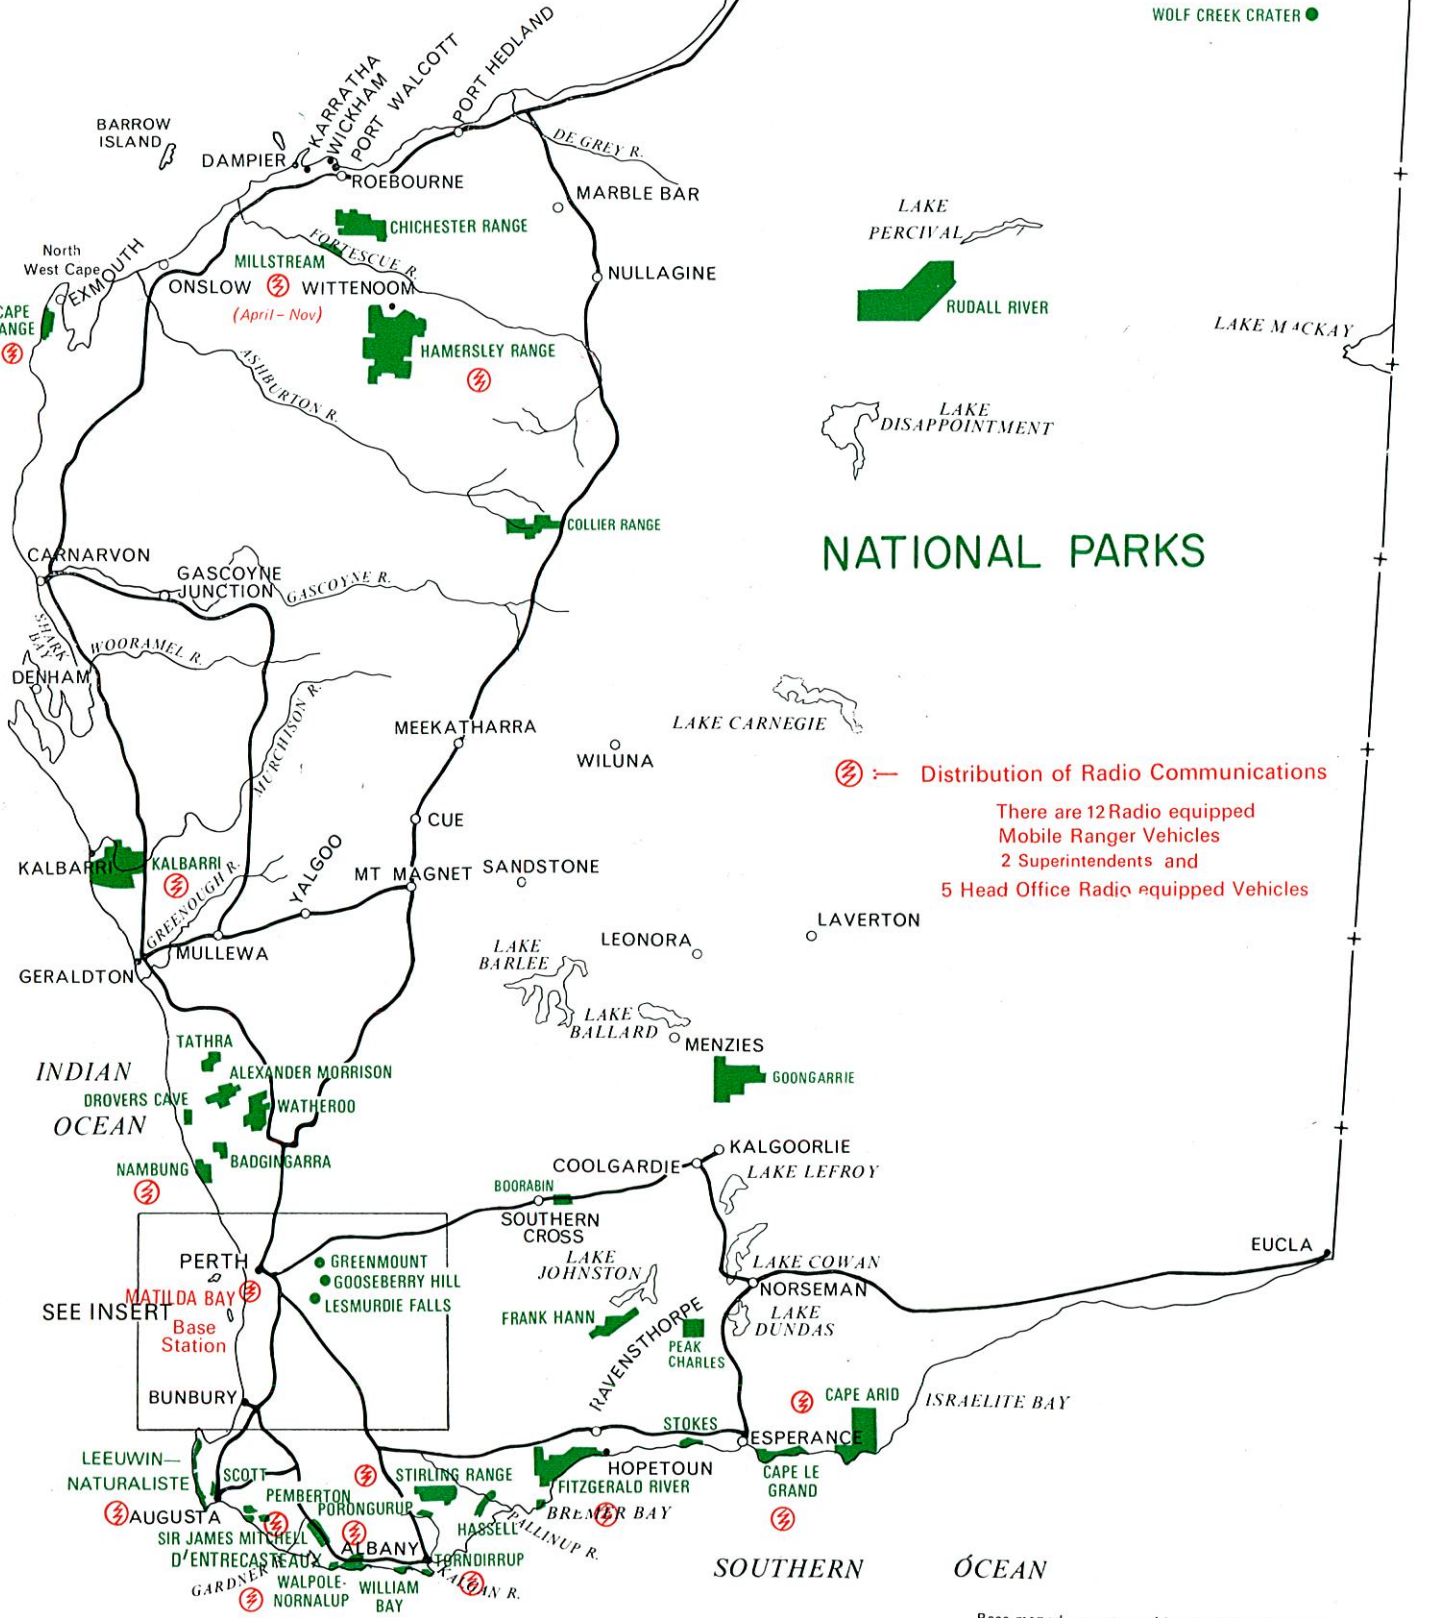 WOLF CREEK CRATER
KARRATHA
WICKHAM
PORT WALCOTT
PORT HEDLAND
BARROW
ISLAND
DAMPIER
ROEBOURNE
DE GREY R.
MARBLE BAR
CHICHESTER RANGE
LAKE
PERCIVAL
North
West Cape
EXMOUTH
MILLSTREAM
FORTESCUE R.
ONSLOW
WITTENOOM
(April – Nov)
NULLAGINE
RUDALL RIVER
CAPE
ANGE
LAKE MACKAY
HAMERSLEY RANGE
ASHBURTON R.
LAKE
DISAPPOINTMENT
COLLIER RANGE
NATIONAL PARKS
CARNARVON
GASCOYNE
JUNCTION
GASCOYNE R.
SHARK
BAY
WOORAMEL R.
DENHAM
MURCHISON R.
MEEKATHARRA
LAKE CARNEGIE
WILUNA
:— Distribution of Radio Communications
There are 12 Radio equipped
Mobile Ranger Vehicles
2 Superintendents and
5 Head Office Radio equipped Vehicles
CUE
KALBARRI
KALBARRI
GREENOUGH R.
YALGOO
MT MAGNET
SANDSTONE
LAVERTON
LEONORA
MULLEWA
GERALDTON
LAKE
BARLEE
LAKE
BALLARD
MENZIES
TATHRA
INDIAN
OCEAN
ALEXANDER MORRISON
GOONGARRIE
DROVERS CAVE
WATHEROO
BADGINGARRA
NAMBUNG
KALGOORLIE
COOLGARDIE
LAKE LEFROY
BOORABIN
SOUTHERN
CROSS
PERTH
GREENMOUNT
GOOSEBERRY HILL
LESMURDIE FALLS
MATILDA BAY
SEE INSERT
Base
Station
LAKE
JOHNSTON
LAKE COWAN
EUCLA
NORSEMAN
LAKE
DUNDAS
FRANK HANN
RAVENSTHORPE
PEAK
CHARLES
BUNBURY
CAPE ARID
ISRAELITE BAY
STOKES
ESPERANCE
LEEUWIN—
NATURALISTE
SCOTT
STIRLING RANGE
HOPETOUN
CAPE LE
GRAND
FITZGERALD RIVER
PEMBERTON
PORONGURUP
AUGUSTA
BREMER BAY
HASSELL
PALLINUP R.
SIR JAMES MITCHELL
D'ENTRECASTEAUX
ALBANY
TORNDIRRUP
GARDNER
WALPOLE-
NORNALUP
WILLIAM
BAY
KALGAN R.
SOUTHERN OCEAN